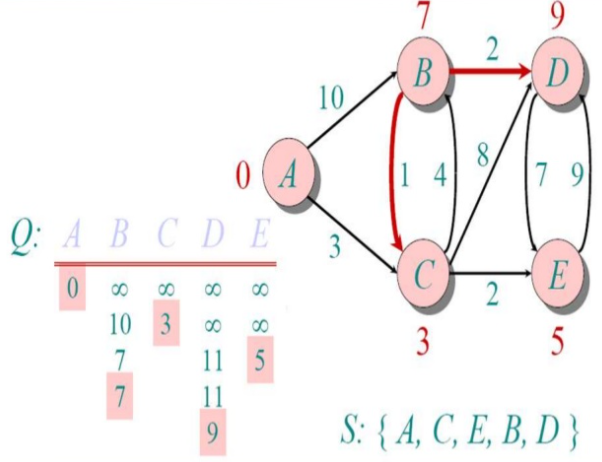 7 9
2
B D
10
0 A 1 4 8 7 9
Q: A B C D E
3
0 ∞ ∞ ∞ ∞
C 2 E
10 3 ∞ ∞
3 5
7 11 5
7 11
9
S: { A, C, E, B, D }